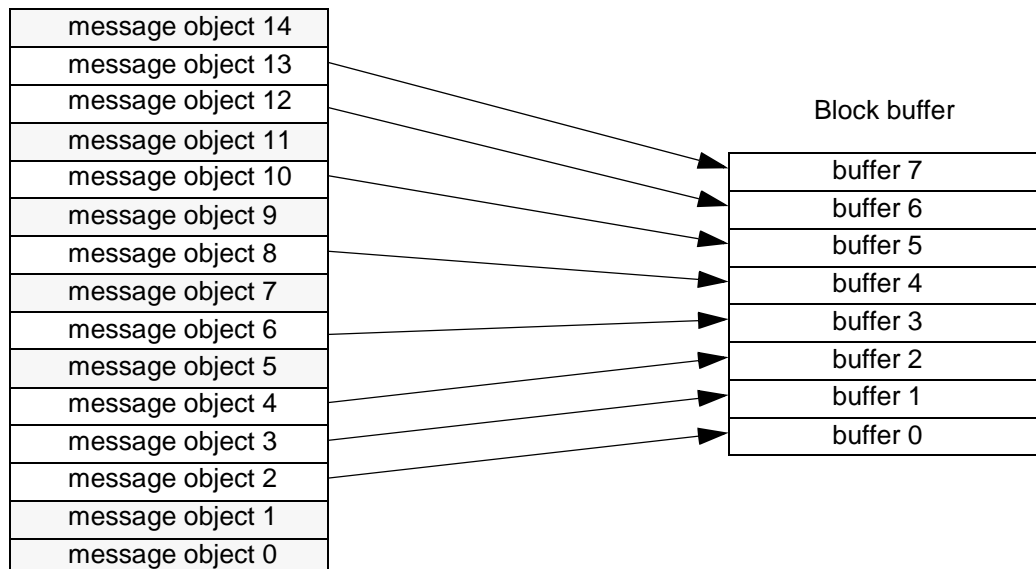 message object 14
message object 13
message object 12
message object 11
message object 10
message object 9
message object 8
message object 7
message object 6
message object 5
message object 4
message object 3
message object 2
message object 1
message object 0
Block buffer
buffer 7
buffer 6
buffer 5
buffer 4
buffer 3
buffer 2
buffer 1
buffer 0